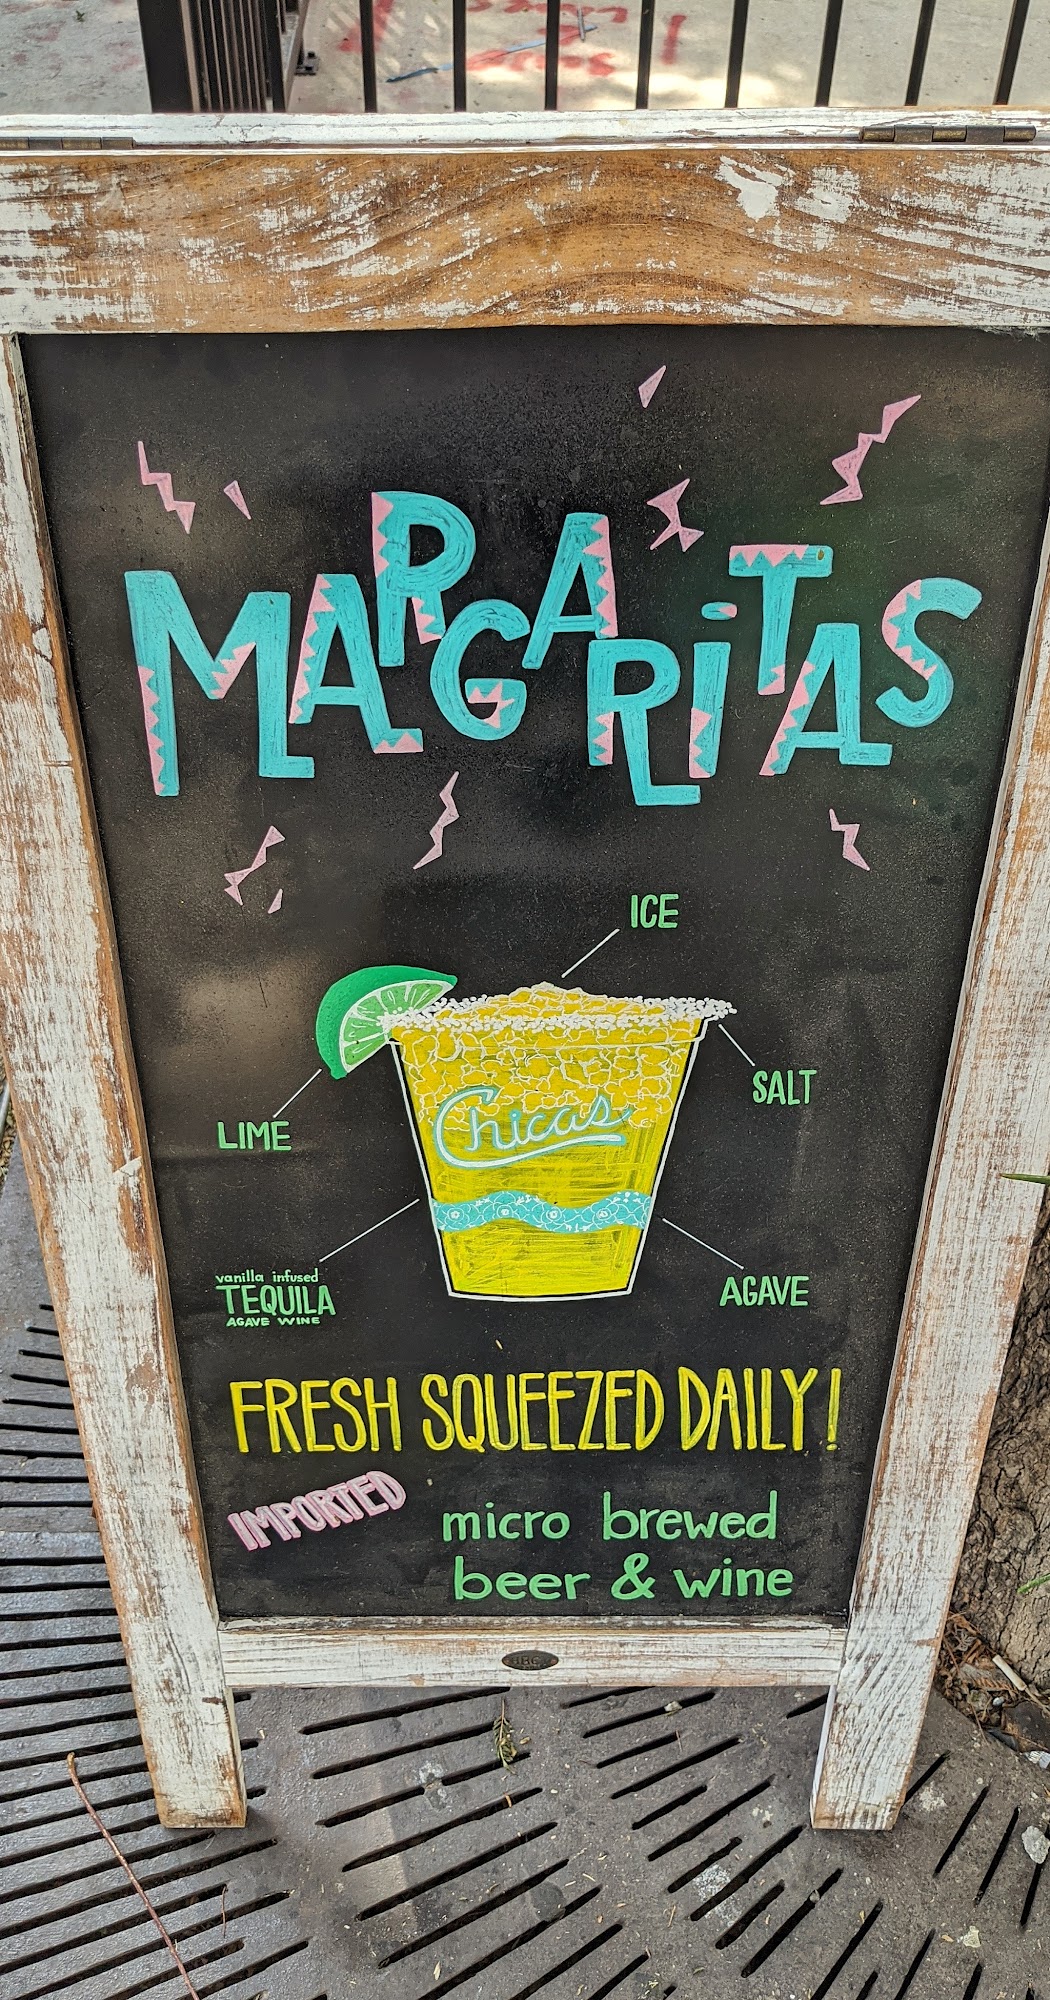 MARGARITAS
ICE
SALT
LIME
Chicas
vanilla infused
TEQUILA
AGAVE WINE
AGAVE
FRESH SQUEEZED DAILY!
IMPORTED
micro brewed
beer & wine